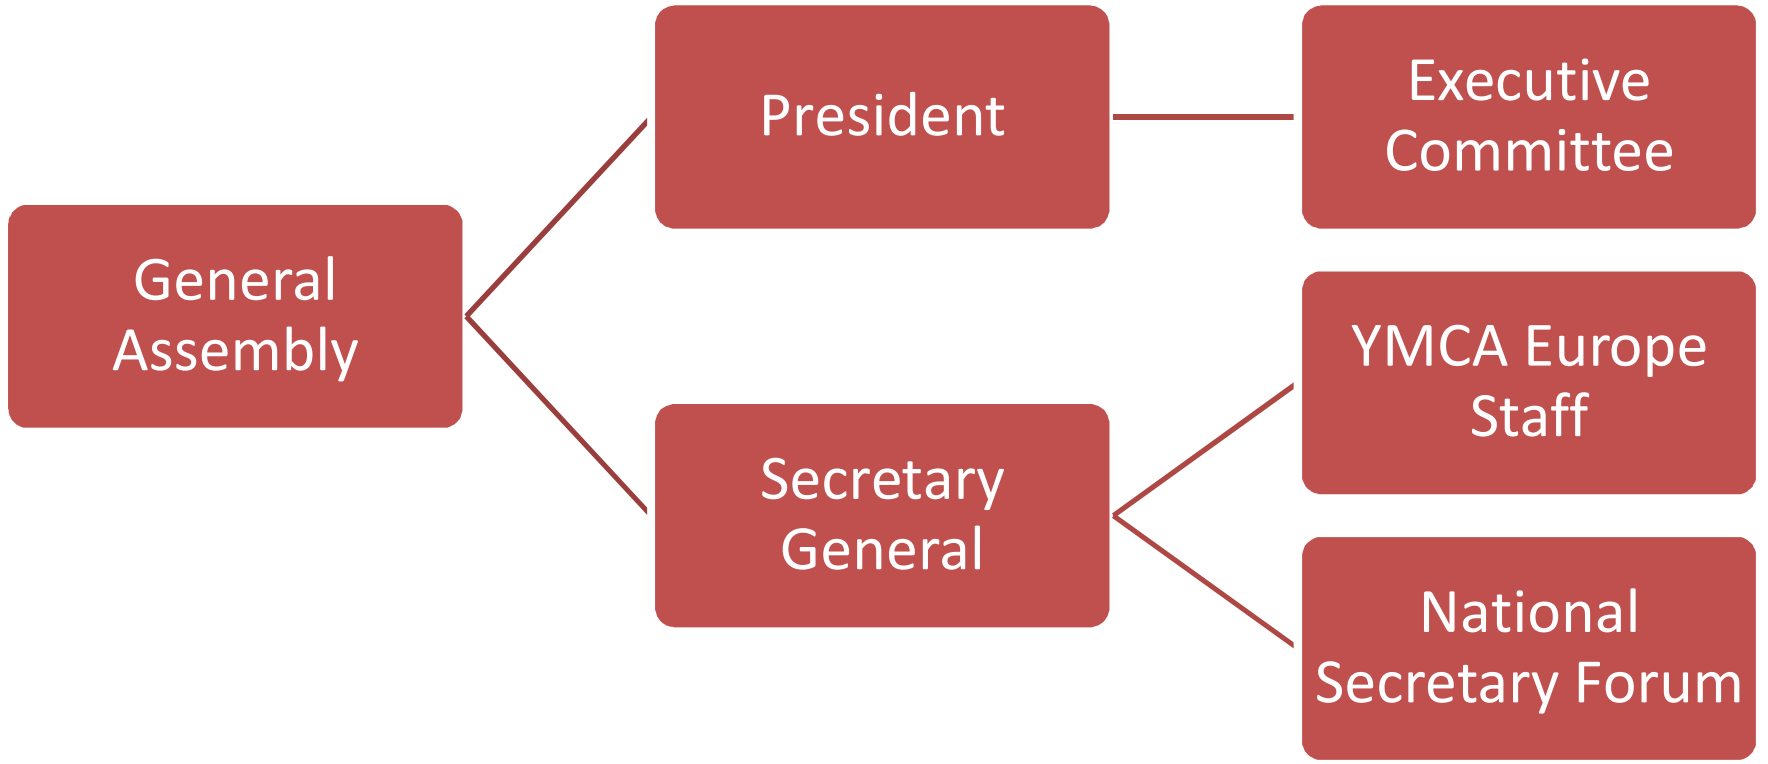 General
Assembly
President
Executive
Committee
Secretary
General
YMCA Europe
Staff
National
Secretary Forum